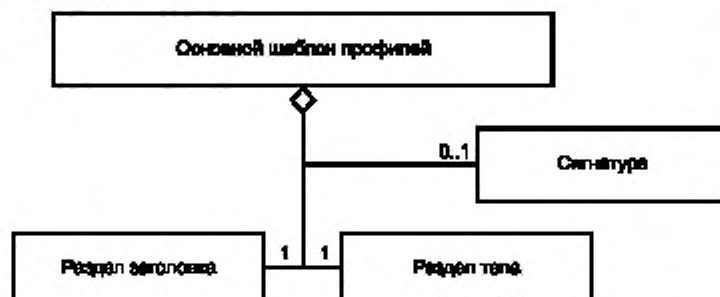 Основной шаблон профилей
0..1
Сигнатура
1 1
Раздел заголовка
Раздел тела